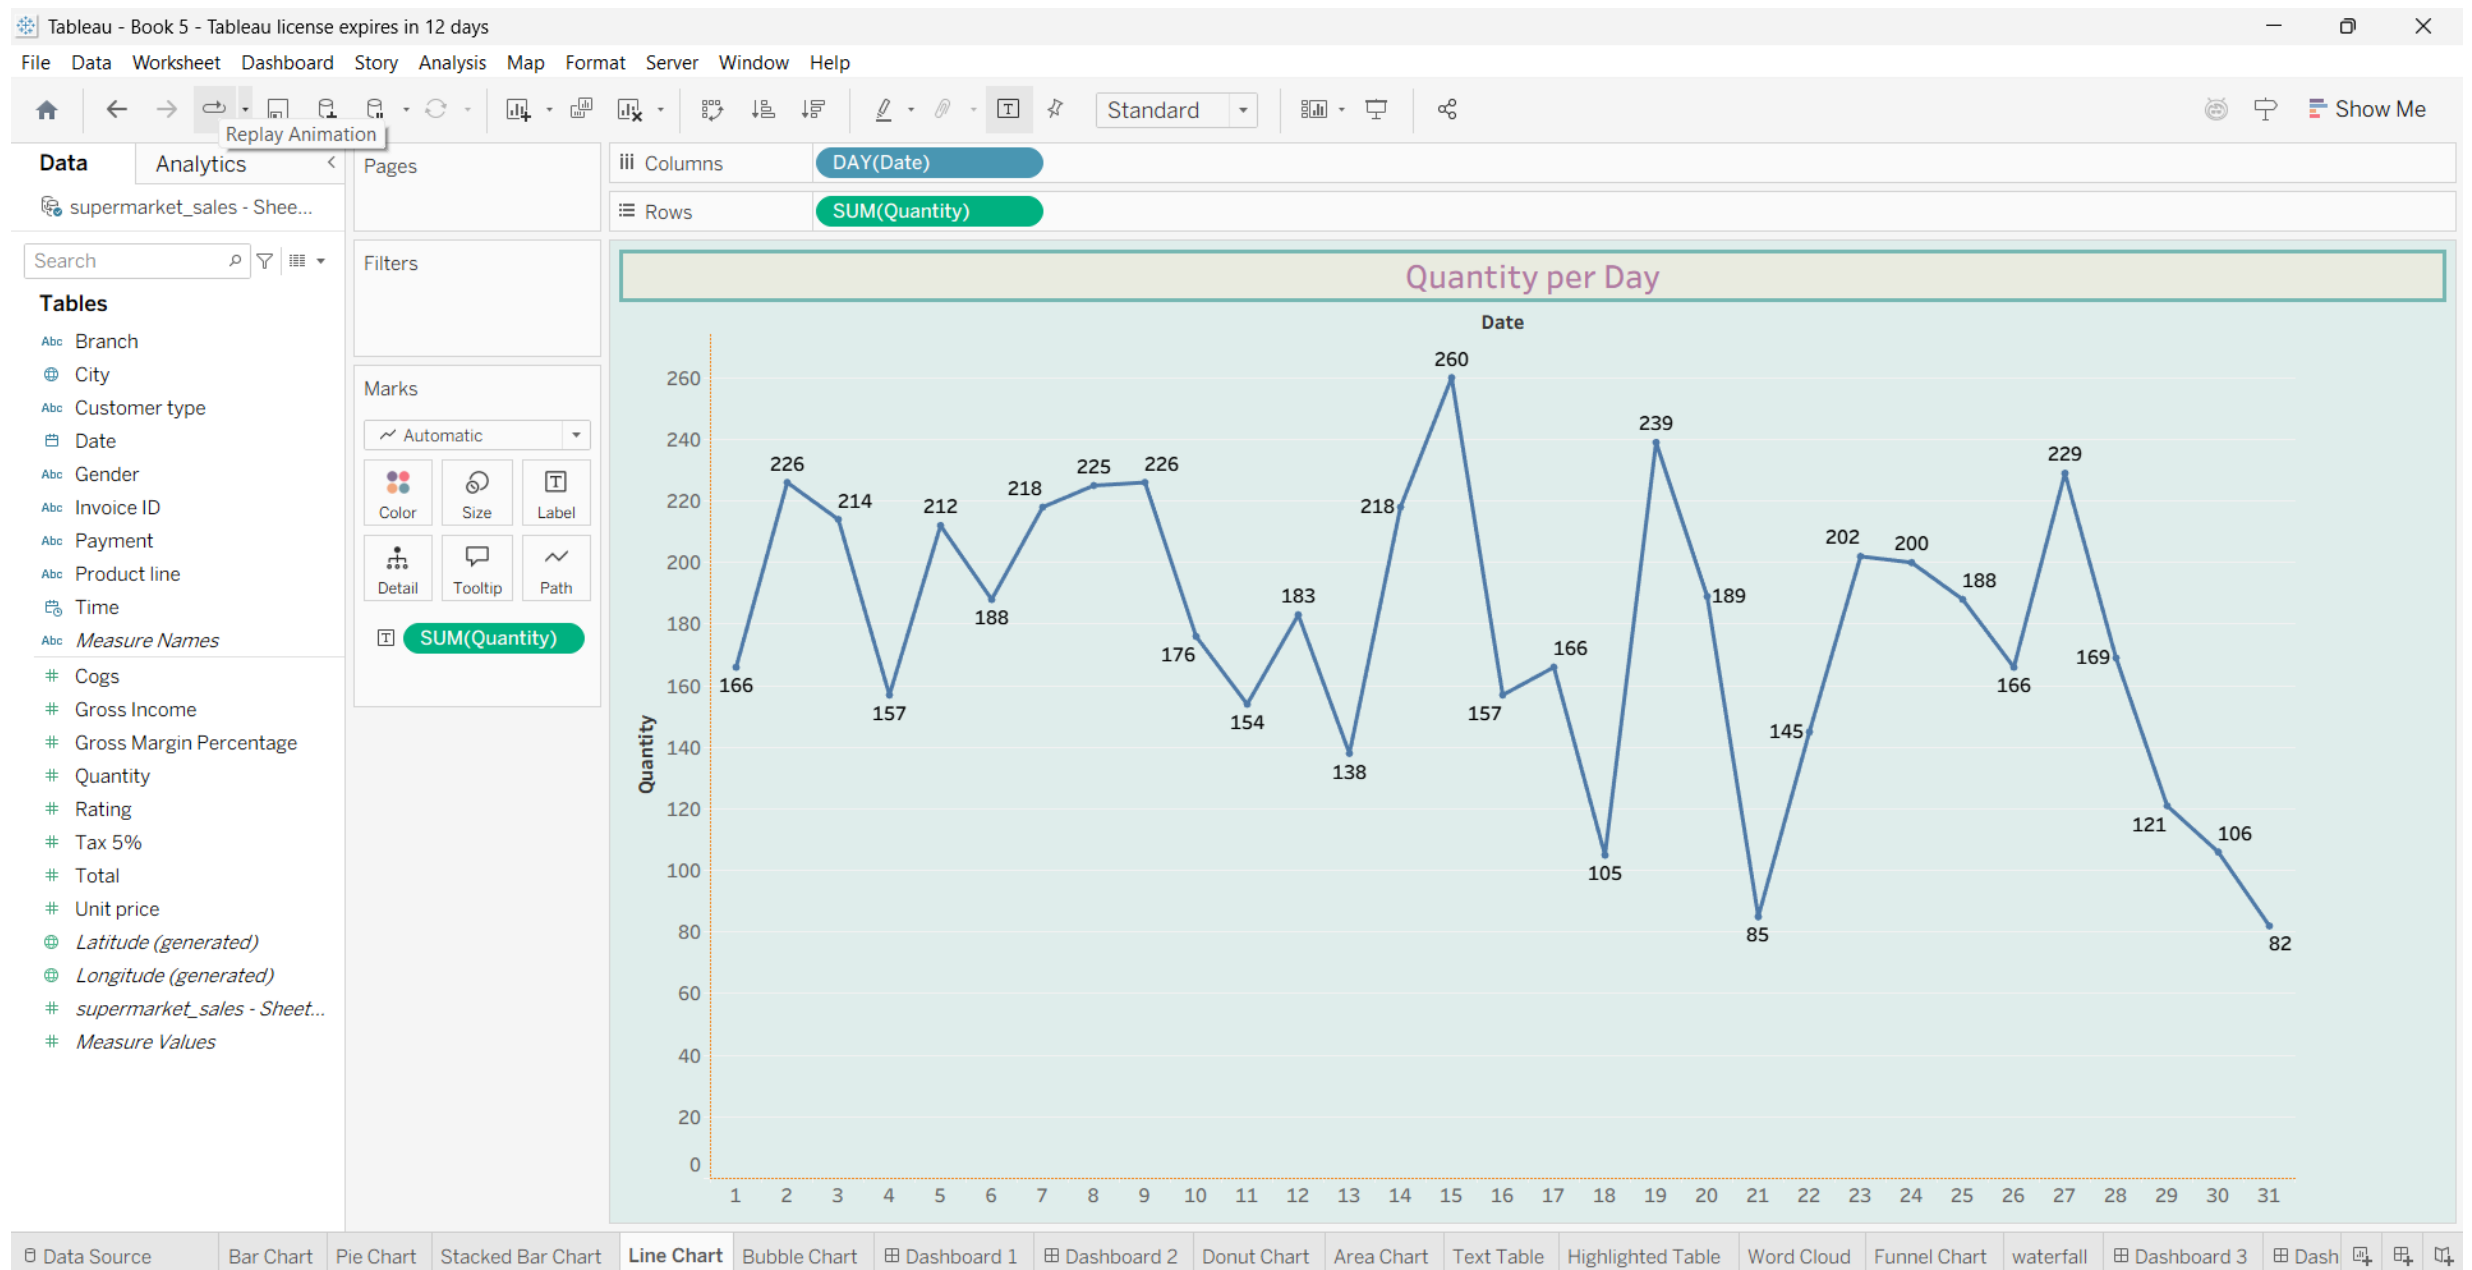 Tableau - Book 5 - Tableau license expires in 12 days
File Data Worksheet Dashboard Story Analysis Map Format Server Window Help
Standard
Show Me
Replay Animation
Data Analytics
supermarket_sales - Shee...
Search
Tables
Abc Branch
City
Abc Customer type
Date
Abc Gender
Abc Invoice ID
Abc Payment
Abc Product line
Time
Abc Measure Names
# Cogs
# Gross Income
# Gross Margin Percentage
# Quantity
# Rating
# Tax 5%
# Total
# Unit price
Latitude (generated)
Longitude (generated)
# supermarket_sales - Sheet...
# Measure Values
Pages
Filters
Marks
Automatic
Color Size Label
Detail Tooltip Path
SUM(Quantity)
Columns DAY(Date)
Rows SUM(Quantity)
Quantity per Day
Date
Quantity
260
240
220
200
180
160
140
120
100
80
60
40
20
0
166
226
214
157
212
188
218
225
226
176
154
183
138
218
260
157
166
105
239
189
85
145
202
200
188
166
229
169
121
106
82
1 2 3 4 5 6 7 8 9 10 11 12 13 14 15 16 17 18 19 20 21 22 23 24 25 26 27 28 29 30 31
Data Source Bar Chart Pie Chart Stacked Bar Chart Line Chart Bubble Chart Dashboard 1 Dashboard 2 Donut Chart Area Chart Text Table Highlighted Table Word Cloud Funnel Chart waterfall Dashboard 3 Dash